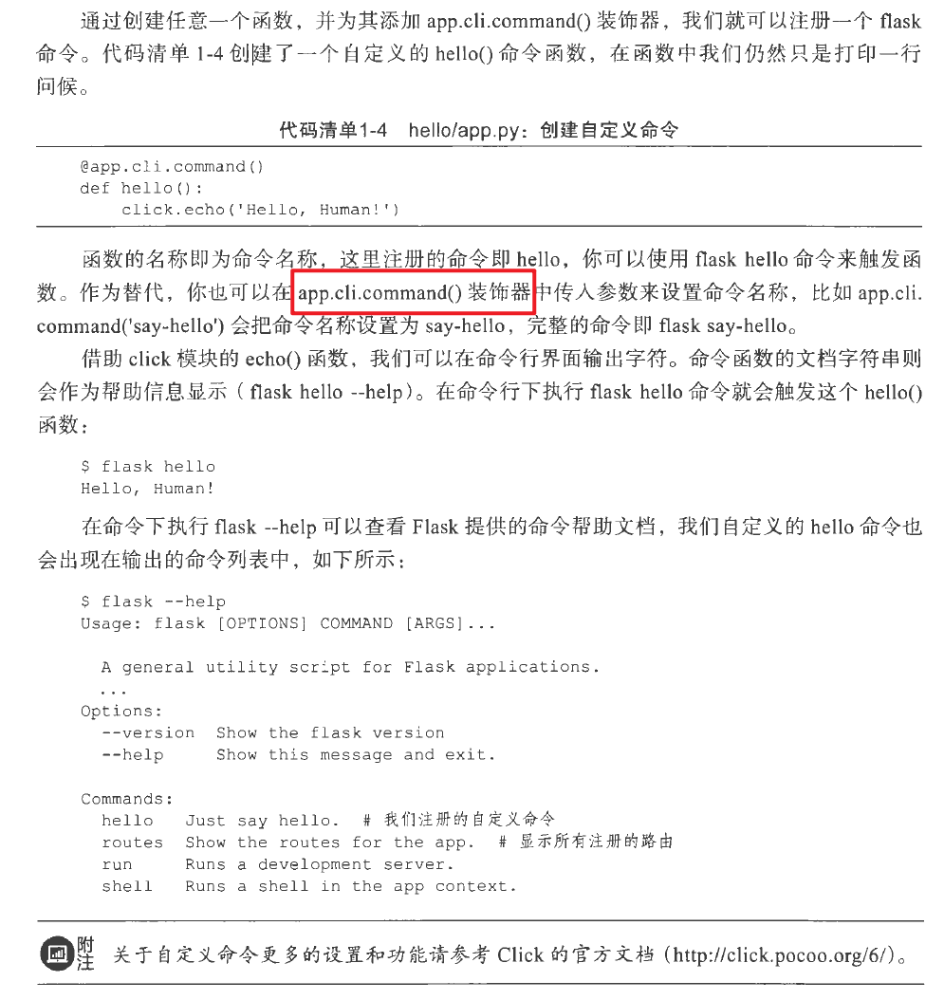 通过创建任意一个函数，并为其添加 app.cli.command() 装饰器，我们就可以注册一个 flask
命令。代码清单 1-4 创建了一个自定义的 hello() 命令函数，在函数中我们仍然只是打印一行
问候。
代码清单1-4 hello/app.py：创建自定义命令
@app.cli.command()
def hello():
    click.echo('Hello, Human!')
函数的名称即为命令名称，这里注册的命令即 hello，你可以使用 flask hello 命令来触发函
数。作为替代，你也可以在 app.cli.command() 装饰器中传入参数来设置命令名称，比如 app.cli.
command('say-hello') 会把命令名称设置为 say-hello，完整的命令即 flask say-hello。
借助 click 模块的 echo() 函数，我们可以在命令行界面输出字符。命令函数的文档字符串则
会作为帮助信息显示（flask hello --help）。在命令行下执行 flask hello 命令就会触发这个 hello()
函数：
$ flask hello
Hello, Human!
在命令下执行 flask --help 可以查看 Flask 提供的命令帮助文档，我们自定义的 hello 命令也
会出现在输出的命令列表中，如下所示：
$ flask --help
Usage: flask [OPTIONS] COMMAND [ARGS]...
  A general utility script for Flask applications.
  ...
Options:
  --version  Show the flask version
  --help     Show this message and exit.
Commands:
  hello   Just say hello.  # 我们注册的自定义命令
  routes  Show the routes for the app.  # 显示所有注册的路由
  run     Runs a development server.
  shell   Runs a shell in the app context.
附注 关于自定义命令更多的设置和功能请参考 Click 的官方文档（http://click.pocoo.org/6/）。